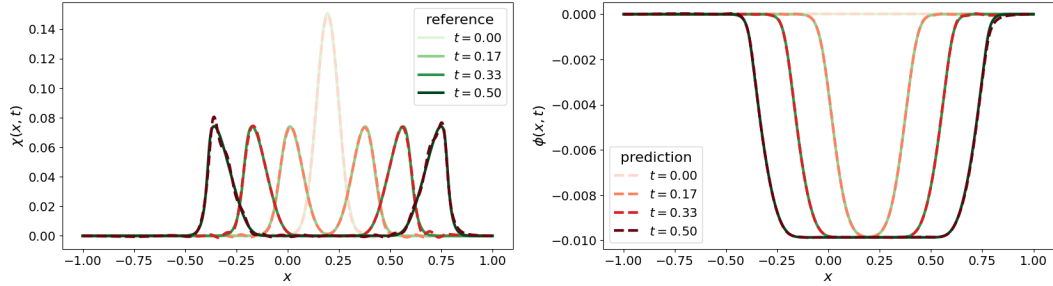 reference
t = 0.00
t = 0.17
t = 0.33
t = 0.50
χ(x, t)
0.14
0.12
0.10
0.08
0.06
0.04
0.02
0.00
-1.00 -0.75 -0.50 -0.25 0.00 0.25 0.50 0.75 1.00
x
ϕ(x, t)
0.000
−0.002
−0.004
−0.006
−0.008
−0.010
prediction
t = 0.00
t = 0.17
t = 0.33
t = 0.50
−1.00 −0.75 −0.50 −0.25 0.00 0.25 0.50 0.75 1.00
x